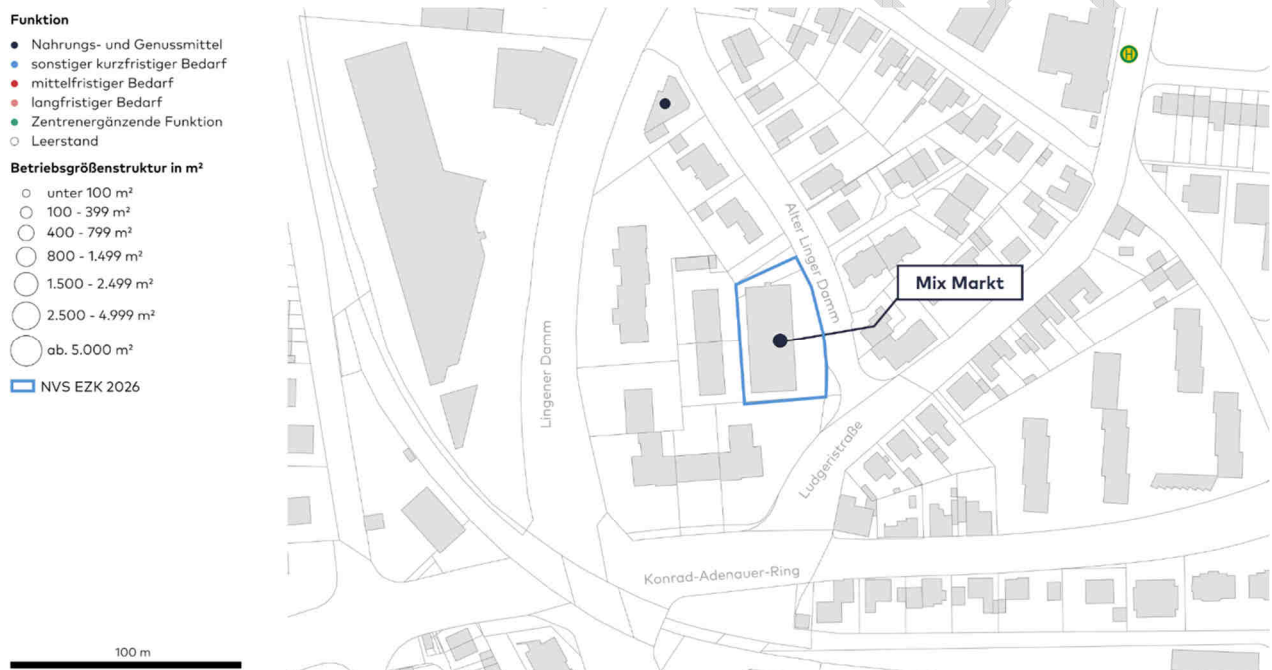 Funktion
Nahrungs- und Genussmittel
sonstiger kurzfristiger Bedarf
mittelfristiger Bedarf
langfristiger Bedarf
Zentrenergänzende Funktion
Leerstand
Betriebsgrößenstruktur in m²
unter 100 m²
100 - 399 m²
400 - 799 m²
800 - 1.499 m²
1.500 - 2.499 m²
2.500 - 4.999 m²
ab. 5.000 m²
NVS EZK 2026
100 m
H
Alter Linger Damm
Mix Markt
Lingener Damm
Ludgeristraße
Konrad-Adenauer-Ring